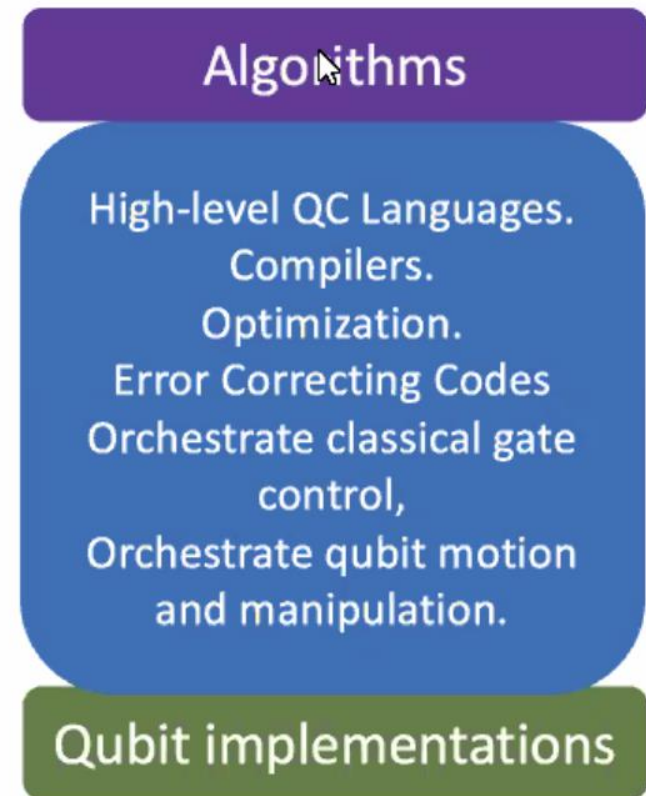 Algorithms
High-level QC Languages.
Compilers.
Optimization.
Error Correcting Codes
Orchestrate classical gate
control,
Orchestrate qubit motion
and manipulation.
Qubit implementations